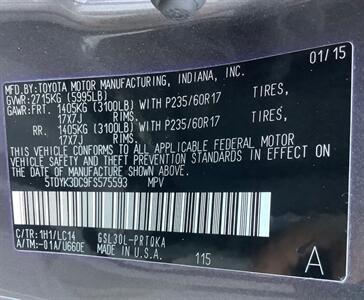 MFD.BY:TOYOTA MOTOR MANUFACTURING, INDIANA, INC. 01/15
GVWR: 2715KG (5995LB)
GAWR:FRT. 1405KG (3100LB) WITH P235/60R17 TIRES,
17X7J RIMS.
RR. 1405KG (3100LB) WITH P235/60R17 TIRES,
17X7J RIMS.
THIS VEHICLE CONFORMS TO ALL APPLICABLE FEDERAL MOTOR
VEHICLE SAFETY AND THEFT PREVENTION STANDARDS IN EFFECT ON
THE DATE OF MANUFACTURE SHOWN ABOVE.
5TDYK3DC9FS575593 MPV
C/TR: 1H1/LC14 GSL30L-PRTQKA
A/TM:-01A/U660E MADE IN U.S.A. 115 A